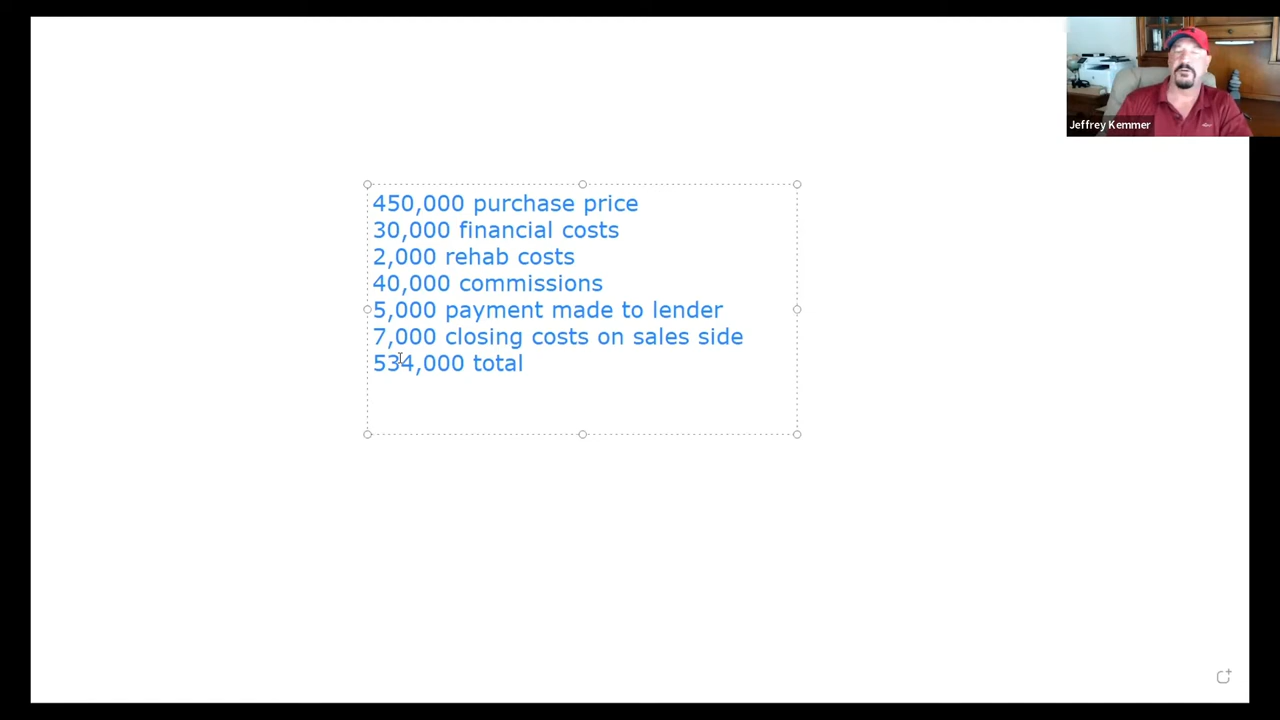 Jeffrey Kemmer
450,000 purchase price
30,000 financial costs
2,000 rehab costs
40,000 commissions
5,000 payment made to lender
7,000 closing costs on sales side
534,000 total